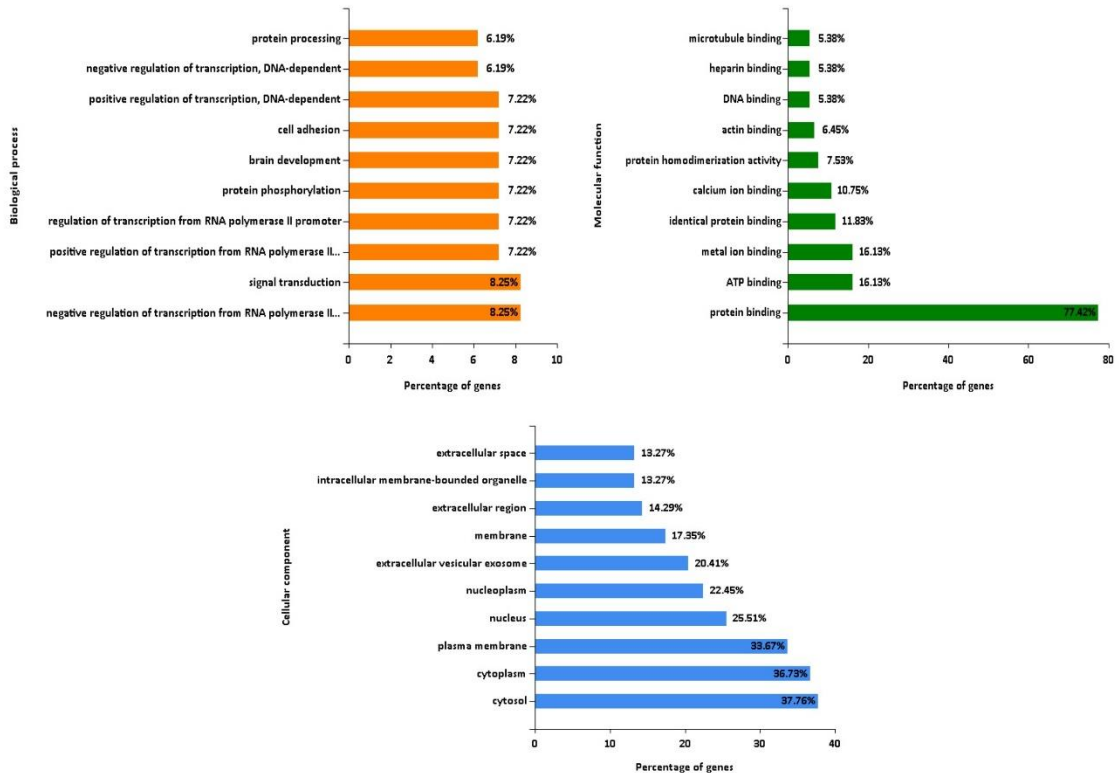 Biological process
protein processing 6.19%
negative regulation of transcription, DNA-dependent 6.19%
positive regulation of transcription, DNA-dependent 7.22%
cell adhesion 7.22%
brain development 7.22%
protein phosphorylation 7.22%
regulation of transcription from RNA polymerase II promoter 7.22%
positive regulation of transcription from RNA polymerase II... 7.22%
signal transduction 8.25%
negative regulation of transcription from RNA polymerase II... 8.25%
0 2 4 6 8 10
Percentage of genes
Molecular function
microtubule binding 5.38%
heparin binding 5.38%
DNA binding 5.38%
actin binding 6.45%
protein homodimerization activity 7.53%
calcium ion binding 10.75%
identical protein binding 11.83%
metal ion binding 16.13%
ATP binding 16.13%
protein binding 77.42%
0 20 40 60 80
Percentage of genes
Cellular component
extracellular space 13.27%
intracellular membrane-bounded organelle 13.27%
extracellular region 14.29%
membrane 17.35%
extracellular vesicular exosome 20.41%
nucleoplasm 22.45%
nucleus 25.51%
plasma membrane 33.67%
cytoplasm 36.73%
cytosol 37.76%
0 10 20 30 40
Percentage of genes